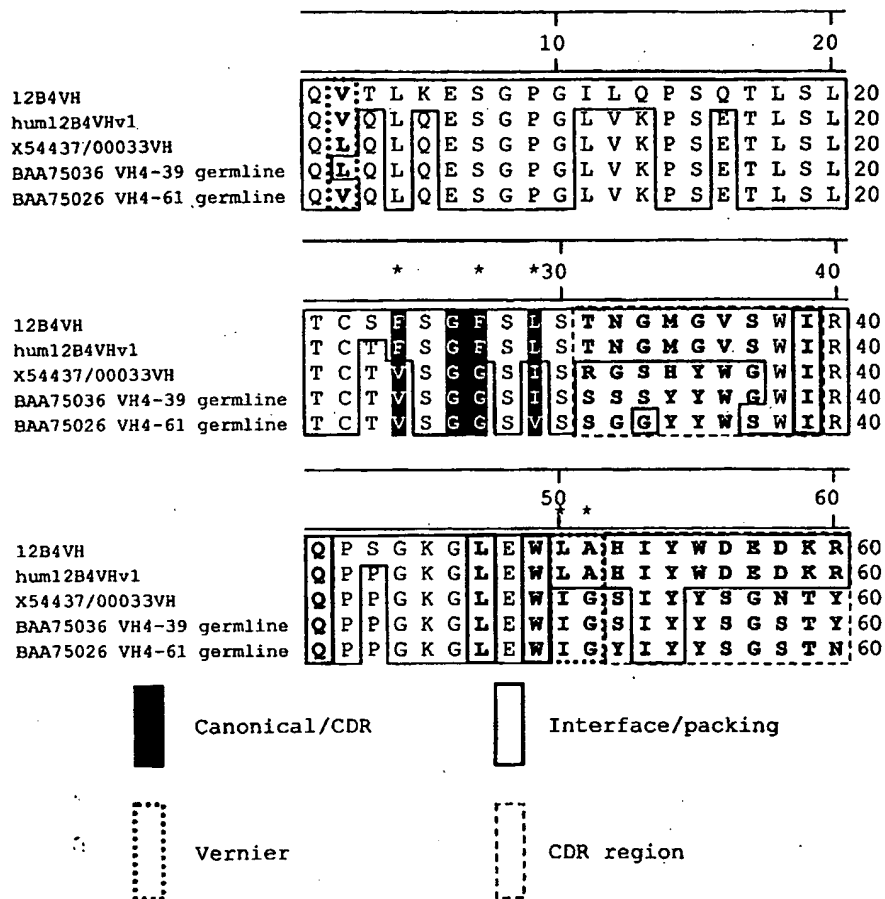 10 20
12B4VH Q V T L K E S G P G I L Q P S Q T L S L 20
hum12B4VHv1 Q V Q L Q E S G P G L V K P S E T L S L 20
X54437/00033VH Q L Q L Q E S G P G L V K P S E T L S L 20
BAA75036 VH4-39 germline Q L Q L Q E S G P G L V K P S E T L S L 20
BAA75026 VH4-61 germline Q V Q L Q E S G P G L V K P S E T L S L 20
* * *30 40
12B4VH T C S F S G F S L S T N G M G V S W I R 40
hum12B4VHv1 T C T F S G F S L S T N G M G V S W I R 40
X54437/00033VH T C T V S G G S I S R G S H Y W G W I R 40
BAA75036 VH4-39 germline T C T V S G G S I S S S S Y Y W G W I R 40
BAA75026 VH4-61 germline T C T V S G G S V S S G G Y Y W S W I R 40
50 60
* *
12B4VH Q P S G K G L E W L A H I Y W D E D K R 60
hum12B4VHv1 Q P P G K G L E W L A H I Y W D E D K R 60
X54437/00033VH Q P P G K G L E W I G S I Y Y S G N T Y 60
BAA75036 VH4-39 germline Q P P G K G L E W I G S I Y Y S G S T Y 60
BAA75026 VH4-61 germline Q P P G K G L E W I G Y I Y Y S G S T N 60
Canonical/CDR Interface/packing
Vernier CDR region